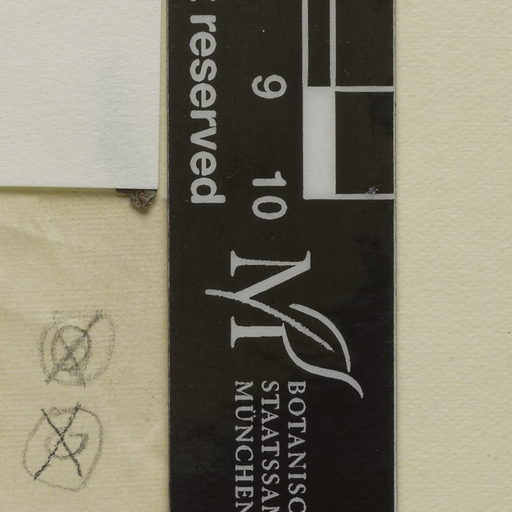 reserved
9 10
M
BOTANISC
STAATSSAM
MÜNCHEN